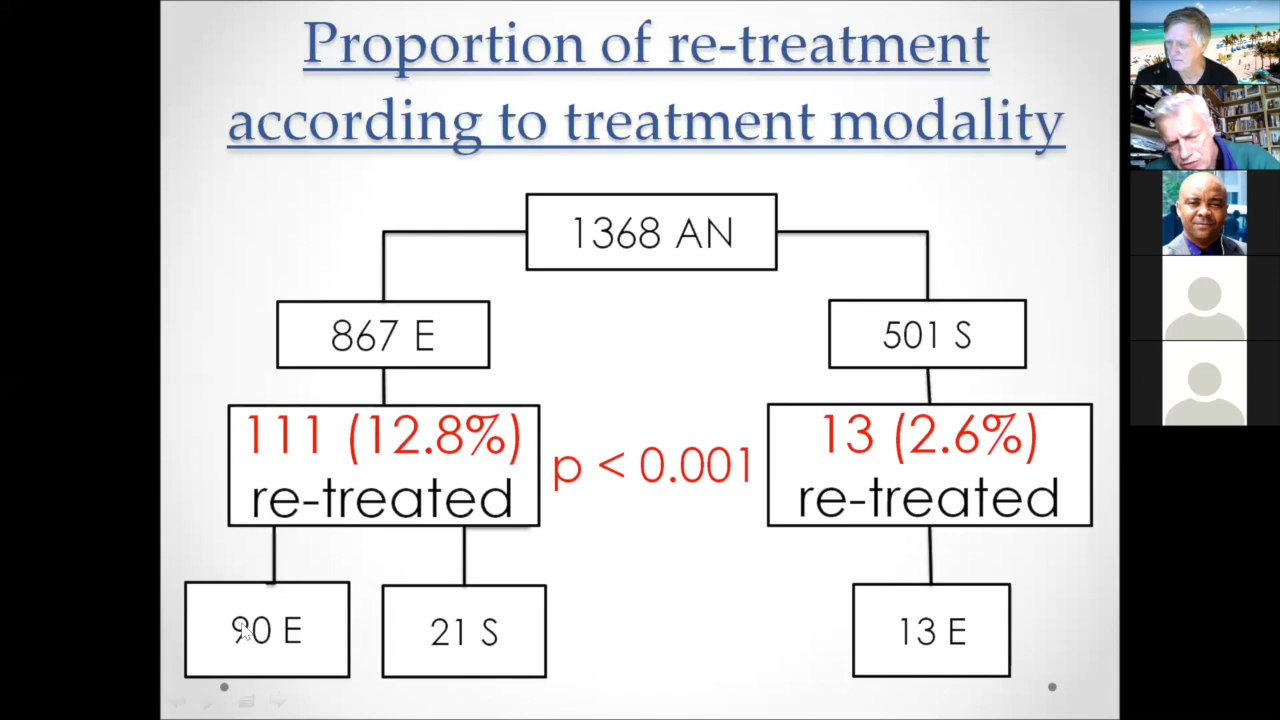 Proportion of re-treatment
according to treatment modality
1368 AN
867 E
501 S
111 (12.8%)
re-treated
p < 0.001
13 (2.6%)
re-treated
90 E
21 S
13 E